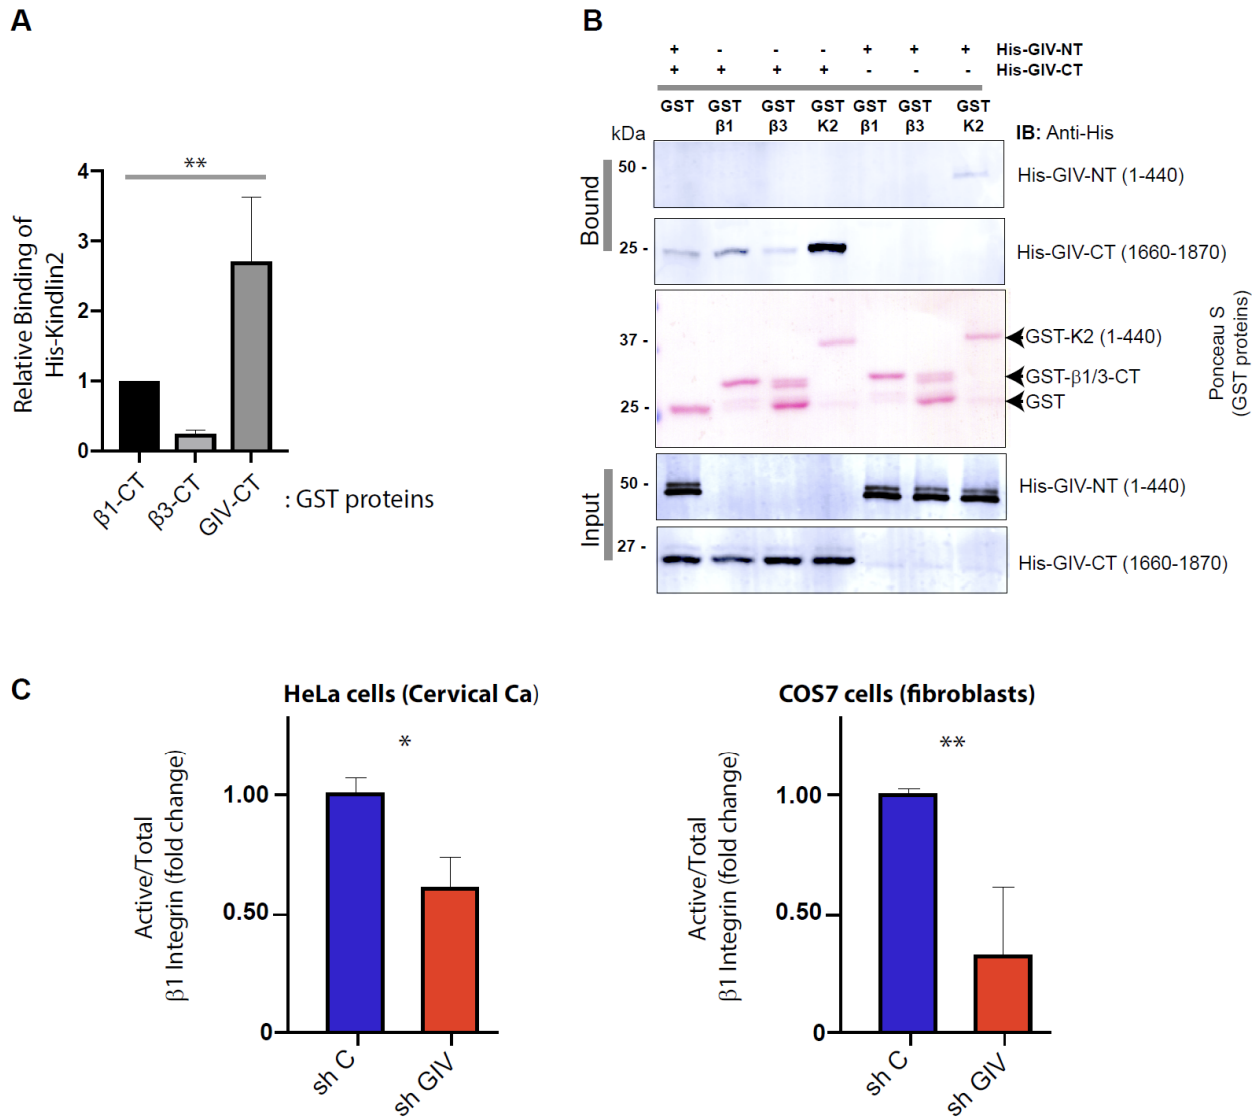 A
Relative Binding of
His-Kindlin2
4
3
2
1
0
**
β1-CT
β3-CT
GIV-CT
: GST proteins
B
+ - - - + + + His-GIV-NT
+ + + + - - - His-GIV-CT
GST GST GST GST GST GST GST
β1 β3 K2 β1 β3 K2
kDa
IB: Anti-His
Bound
50 -
His-GIV-NT (1-440)
25 -
His-GIV-CT (1660-1870)
37 -
GST-K2 (1-440)
GST-β1/3-CT
25 -
GST
Ponceau S
(GST proteins)
Input
50 -
His-GIV-NT (1-440)
27 -
His-GIV-CT (1660-1870)
C
HeLa cells (Cervical Ca)
Active/Total
β1 Integrin (fold change)
1.00
0.50
0
*
sh C
sh GIV
COS7 cells (fibroblasts)
Active/Total
β1 Integrin (fold change)
1.00
0.50
0
**
sh C
sh GIV